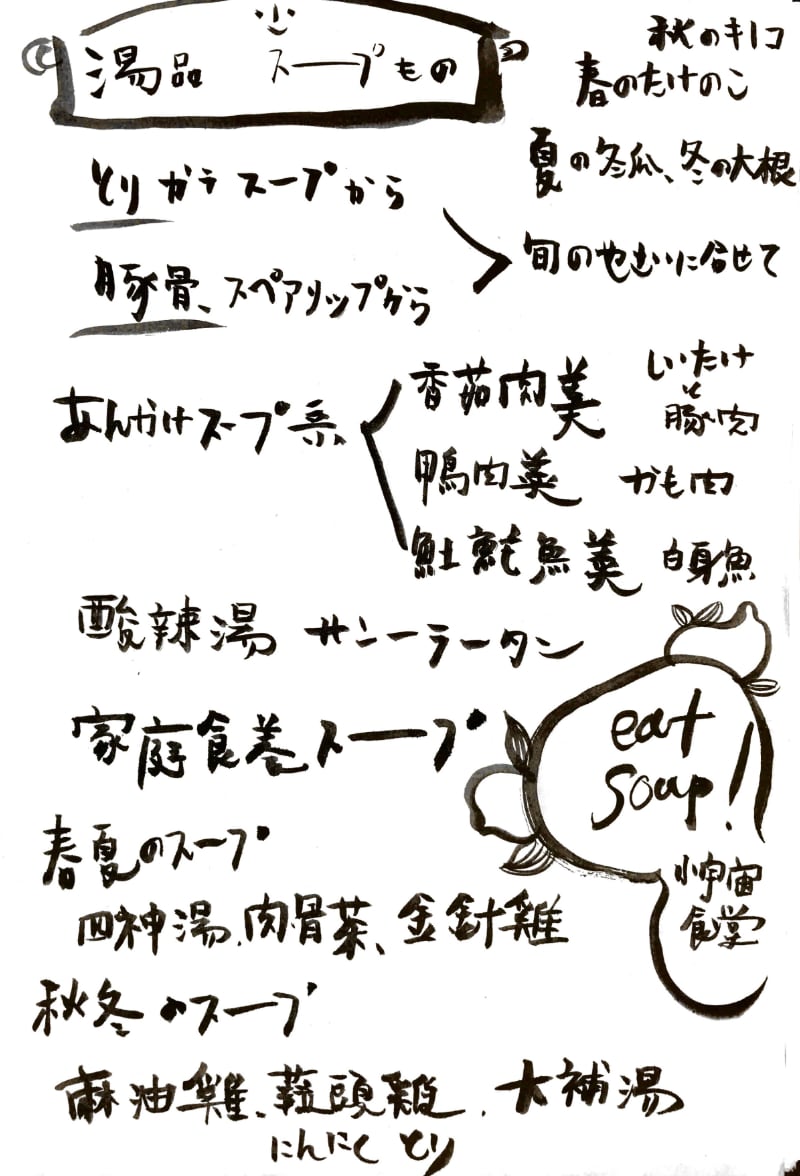 湯品 スープもの
秋のキノコ
春のたけのこ
夏の冬瓜、冬の大根
旬のやさいに合せて
とりガラスープから
豚骨、スペアリップから
あんかけスープ系
香茹肉羹 しいたけと豚肉
鴨肉羹 かも肉
魠魚羹 白身魚
酸辣湯 サンーラータン
家庭食養スープ
eat
soup!
小宇宙
食堂
春夏のスープ
四神湯、肉骨茶、金針雞
秋冬のスープ
麻油雞、蒜頭雞、大補湯
にんにく とり